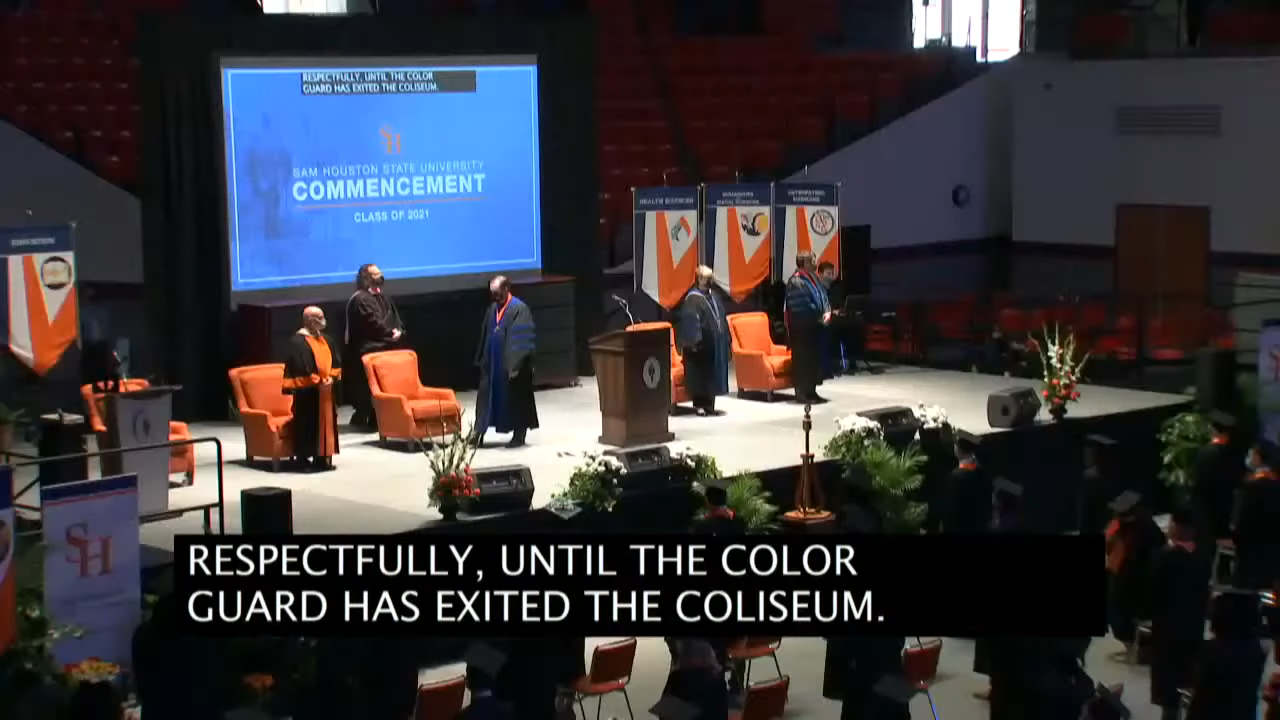 RESPECTFULLY, UNTIL THE COLOR
GUARD HAS EXITED THE COLISEUM.
SH
SAM HOUSTON STATE UNIVERSITY
COMMENCEMENT
CLASS OF 2021
HEALTH SCIENCES
SH
RESPECTFULLY, UNTIL THE COLOR
GUARD HAS EXITED THE COLISEUM.